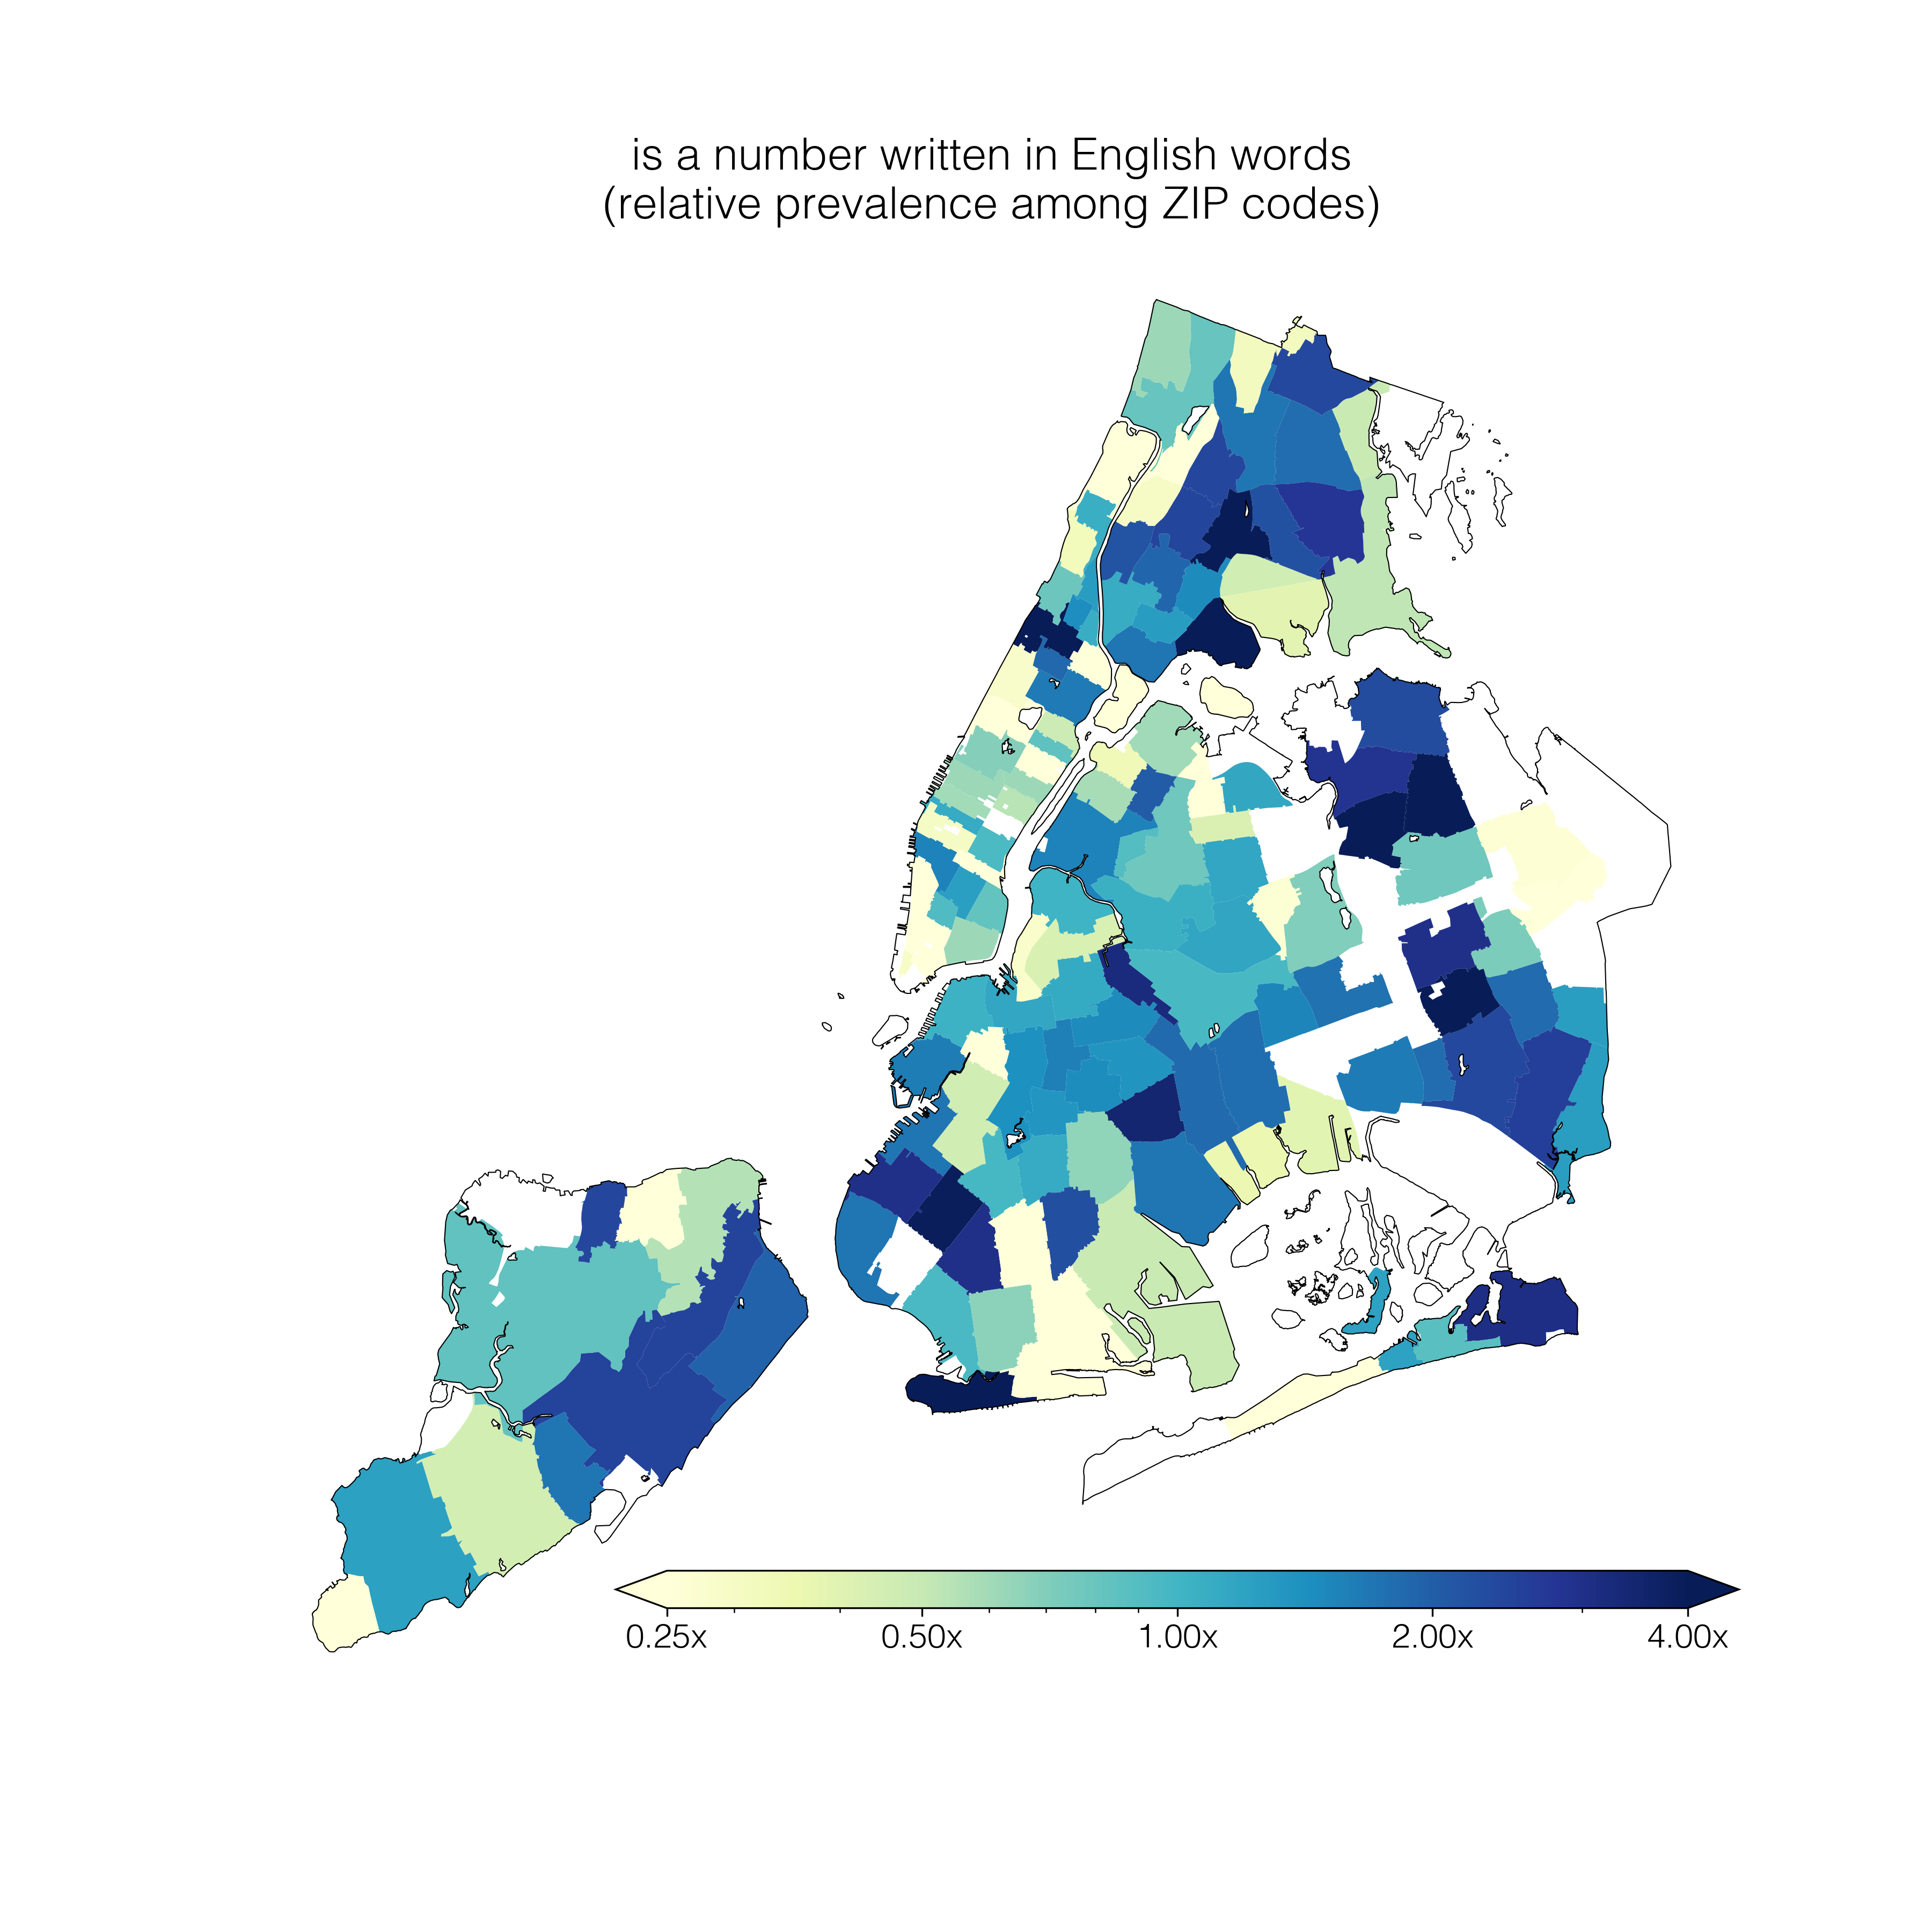 is a number written in English words
(relative prevalence among ZIP codes)
0.25x 0.50x 1.00x 2.00x 4.00x